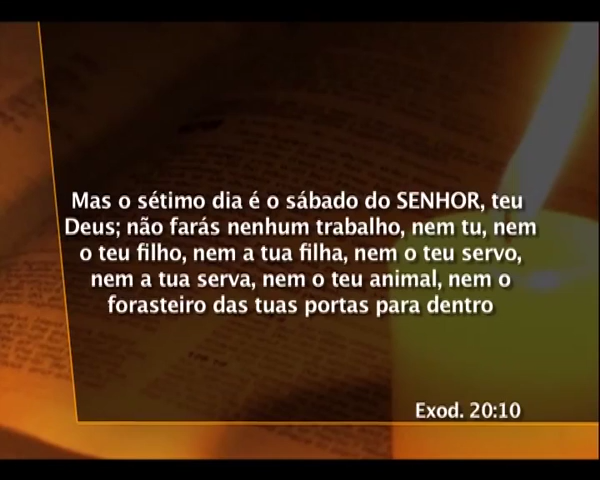 Mas o sétimo dia é o sábado do SENHOR, teu
Deus; não farás nenhum trabalho, nem tu, nem
o teu filho, nem a tua filha, nem o teu servo,
nem a tua serva, nem o teu animal, nem o
forasteiro das tuas portas para dentro
Exod. 20:10